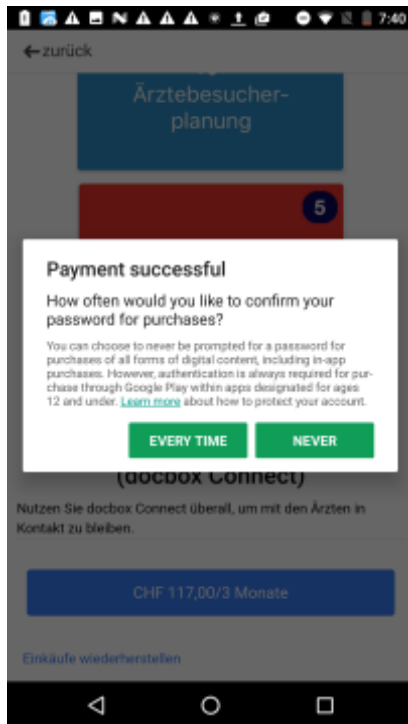 7:40
zurück
Ärztebesucher-
planung
5
Payment successful
How often would you like to confirm your
password for purchases?
You can choose to never be prompted for a password for
purchases of all forms of digital content, including in-app
purchases. However, authentication is always required for pur-
chase through Google Play within apps designated for ages
12 and under. Learn more about how to protect your account.
EVERY TIME
NEVER
(docbox Connect)
Nutzen Sie docbox Connect überall, um mit den Ärzten in
Kontakt zu bleiben.
CHF 117,00/3 Monate
Einkäufe wiederherstellen